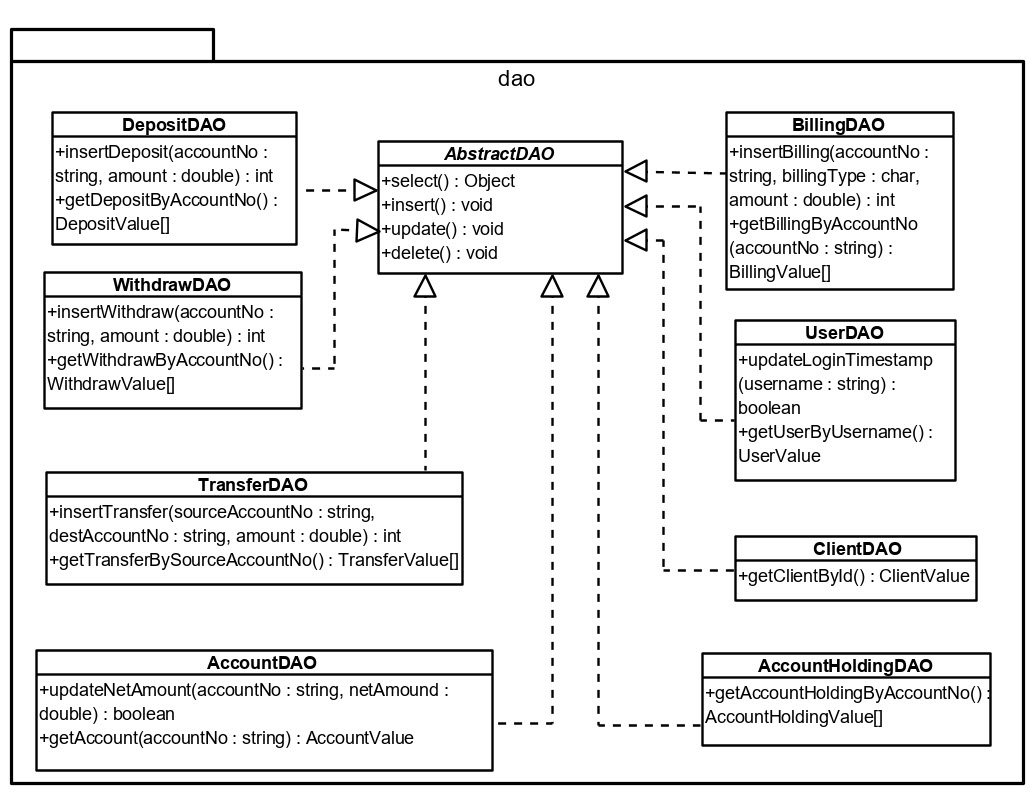 dao
DepositDAO
+insertDeposit(accountNo :
string, amount : double) : int
+getDepositByAccountNo() :
DepositValue[]
AbstractDAO
+select() : Object
+insert() : void
+update() : void
+delete() : void
BillingDAO
+insertBilling(accountNo :
string, billingType : char,
amount : double) : int
+getBillingByAccountNo
(accountNo : string) :
BillingValue[]
WithdrawDAO
+insertWithdraw(accountNo :
string, amount : double) : int
+getWithdrawByAccountNo() :
WithdrawValue[]
UserDAO
+updateLoginTimestamp
(username : string) :
boolean
+getUserByUsername() :
UserValue
TransferDAO
+insertTransfer(sourceAccountNo : string,
destAccountNo : string, amount : double) : int
+getTransferBySourceAccountNo() : TransferValue[]
ClientDAO
+getClientById() : ClientValue
AccountDAO
+updateNetAmount(accountNo : string, netAmound :
double) : boolean
+getAccount(accountNo : string) : AccountValue
AccountHoldingDAO
+getAccountHoldingByAccountNo() :
AccountHoldingValue[]